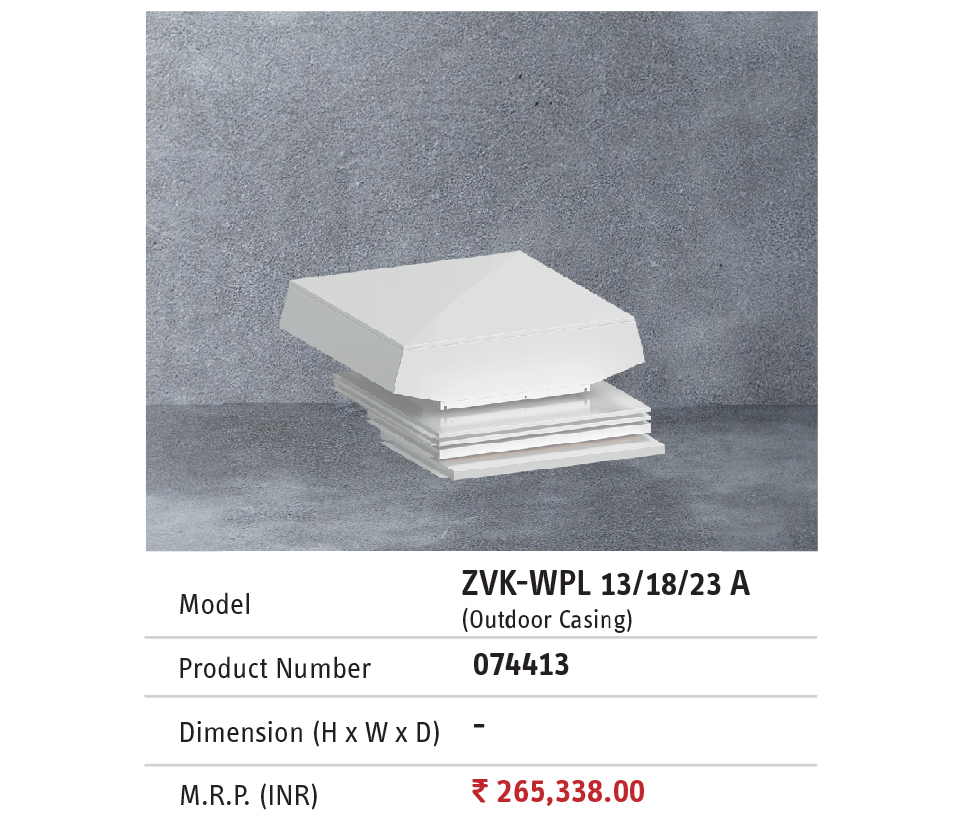 Model ZVK-WPL 13/18/23 A
(Outdoor Casing)
Product Number 074413
Dimension (H x W x D) -
M.R.P. (INR) ₹ 265,338.00